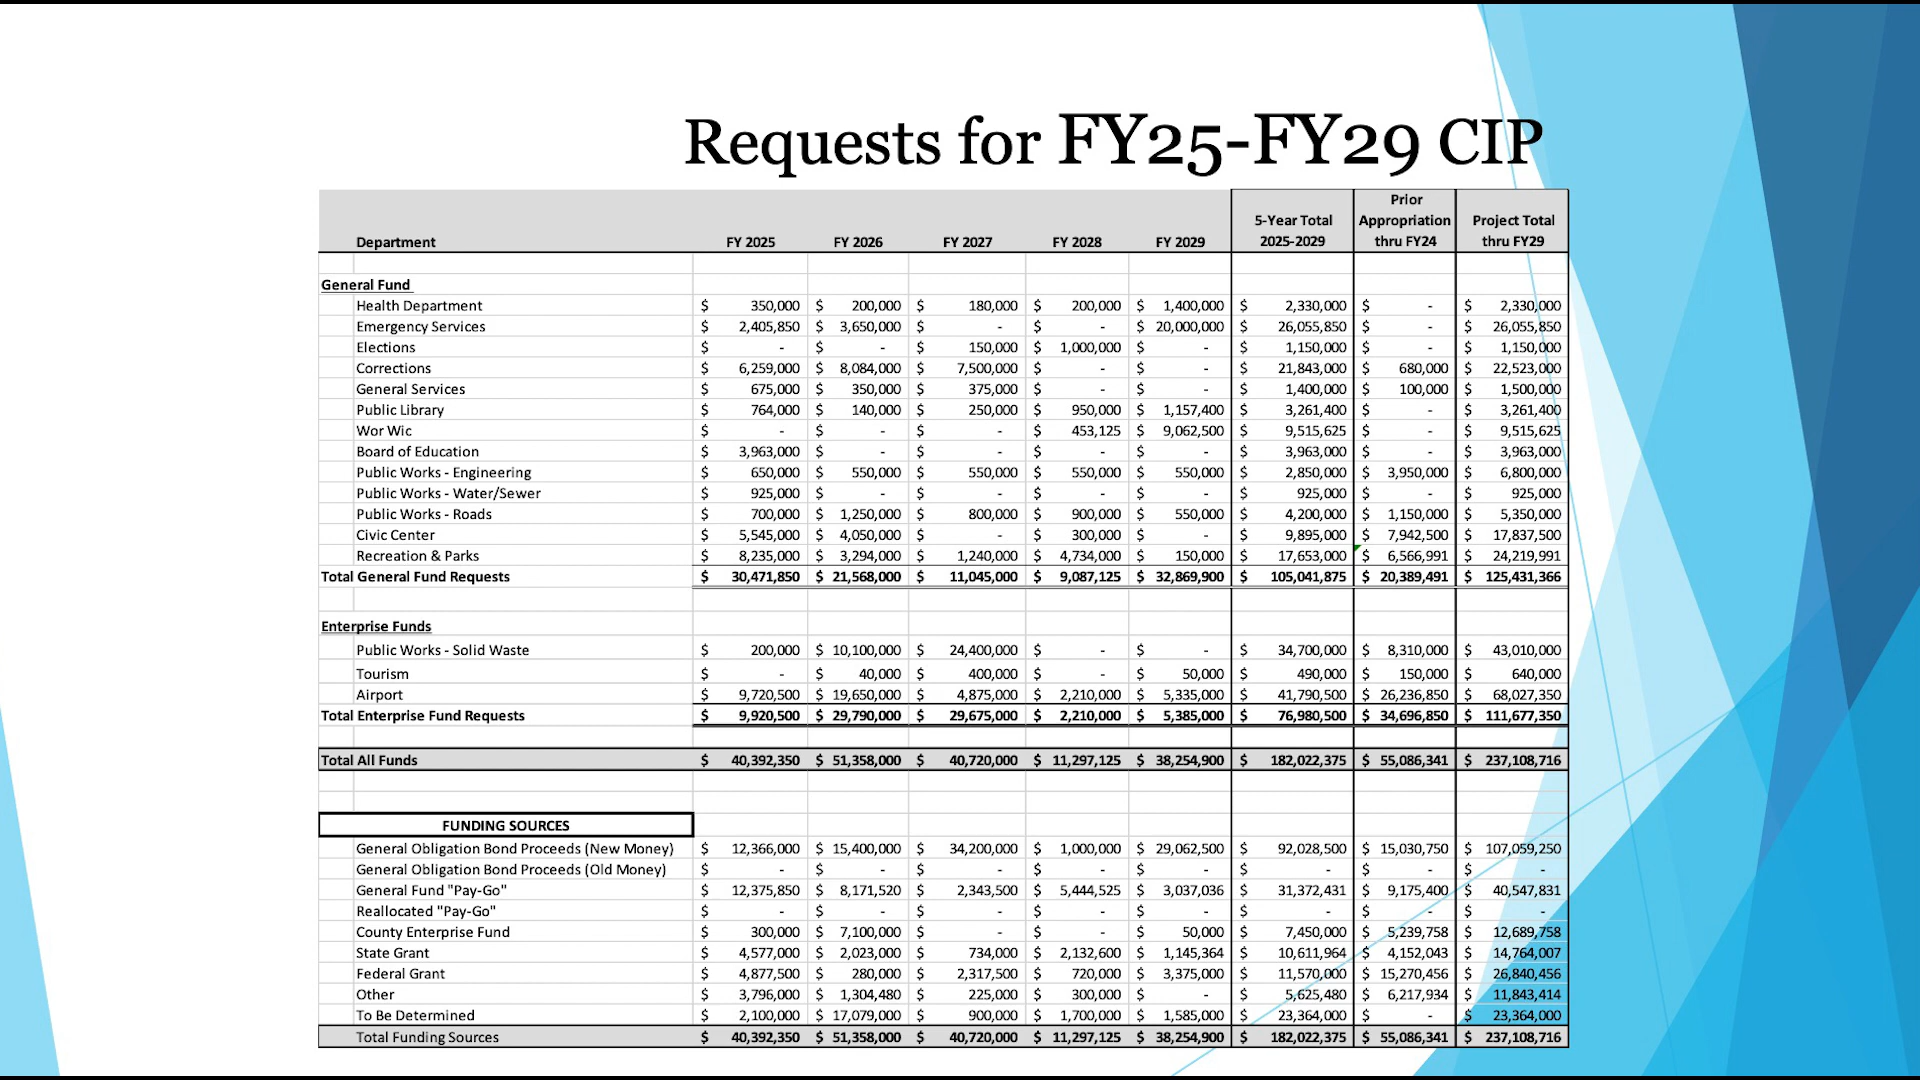 Requests for FY25-FY29 CIP
Department FY 2025 FY 2026 FY 2027 FY 2028 FY 2029 5-Year Total 2025-2029 Prior Appropriation thru FY24 Project Total thru FY29
General Fund
Health Department $ 350,000 $ 200,000 $ 180,000 $ 200,000 $ 1,400,000 $ 2,330,000 $ - $ 2,330,000
Emergency Services $ 2,405,850 $ 3,650,000 $ - $ - $ 20,000,000 $ 26,055,850 $ - $ 26,055,850
Elections $ - $ - $ 150,000 $ 1,000,000 $ - $ 1,150,000 $ - $ 1,150,000
Corrections $ 6,259,000 $ 8,084,000 $ 7,500,000 $ - $ - $ 21,843,000 $ 680,000 $ 22,523,000
General Services $ 675,000 $ 350,000 $ 375,000 $ - $ - $ 1,400,000 $ 100,000 $ 1,500,000
Public Library $ 764,000 $ 140,000 $ 250,000 $ 950,000 $ 1,157,400 $ 3,261,400 $ - $ 3,261,400
Wor Wic $ - $ - $ - $ 453,125 $ 9,062,500 $ 9,515,625 $ - $ 9,515,625
Board of Education $ 3,963,000 $ - $ - $ - $ - $ 3,963,000 $ - $ 3,963,000
Public Works - Engineering $ 650,000 $ 550,000 $ 550,000 $ 550,000 $ 550,000 $ 2,850,000 $ 3,950,000 $ 6,800,000
Public Works - Water/Sewer $ 925,000 $ - $ - $ - $ - $ 925,000 $ - $ 925,000
Public Works - Roads $ 700,000 $ 1,250,000 $ 800,000 $ 900,000 $ 550,000 $ 4,200,000 $ 1,150,000 $ 5,350,000
Civic Center $ 5,545,000 $ 4,050,000 $ - $ 300,000 $ - $ 9,895,000 $ 7,942,500 $ 17,837,500
Recreation & Parks $ 8,235,000 $ 3,294,000 $ 1,240,000 $ 4,734,000 $ 150,000 $ 17,653,000 $ 6,566,991 $ 24,219,991
Total General Fund Requests $ 30,471,850 $ 21,568,000 $ 11,045,000 $ 9,087,125 $ 32,869,900 $ 105,041,875 $ 20,389,491 $ 125,431,366
Enterprise Funds
Public Works - Solid Waste $ 200,000 $ 10,100,000 $ 24,400,000 $ - $ - $ 34,700,000 $ 8,310,000 $ 43,010,000
Tourism $ - $ 40,000 $ 400,000 $ - $ 50,000 $ 490,000 $ 150,000 $ 640,000
Airport $ 9,720,500 $ 19,650,000 $ 4,875,000 $ 2,210,000 $ 5,335,000 $ 41,790,500 $ 26,236,850 $ 68,027,350
Total Enterprise Fund Requests $ 9,920,500 $ 29,790,000 $ 29,675,000 $ 2,210,000 $ 5,385,000 $ 76,980,500 $ 34,696,850 $ 111,677,350
Total All Funds $ 40,392,350 $ 51,358,000 $ 40,720,000 $ 11,297,125 $ 38,254,900 $ 182,022,375 $ 55,086,341 $ 237,108,716
FUNDING SOURCES
General Obligation Bond Proceeds (New Money) $ 12,366,000 $ 15,400,000 $ 34,200,000 $ 1,000,000 $ 29,062,500 $ 92,028,500 $ 15,030,750 $ 107,059,250
General Obligation Bond Proceeds (Old Money) $ - $ - $ - $ - $ - $ - $ - $ -
General Fund "Pay-Go" $ 12,375,850 $ 8,171,520 $ 2,343,500 $ 5,444,525 $ 3,037,036 $ 31,372,431 $ 9,175,400 $ 40,547,831
Reallocated "Pay-Go" $ - $ - $ - $ - $ - $ - $ - $ -
County Enterprise Fund $ 300,000 $ 7,100,000 $ - $ - $ 50,000 $ 7,450,000 $ 5,239,758 $ 12,689,758
State Grant $ 4,577,000 $ 2,023,000 $ 734,000 $ 2,132,600 $ 1,145,364 $ 10,611,964 $ 4,152,043 $ 14,764,007
Federal Grant $ 4,877,500 $ 280,000 $ 2,317,500 $ 720,000 $ 3,375,000 $ 11,570,000 $ 15,270,456 $ 26,840,456
Other $ 3,796,000 $ 1,304,480 $ 225,000 $ 300,000 $ - $ 5,625,480 $ 6,217,934 $ 11,843,414
To Be Determined $ 2,100,000 $ 17,079,000 $ 900,000 $ 1,700,000 $ 1,585,000 $ 23,364,000 $ - $ 23,364,000
Total Funding Sources $ 40,392,350 $ 51,358,000 $ 40,720,000 $ 11,297,125 $ 38,254,900 $ 182,022,375 $ 55,086,341 $ 237,108,716